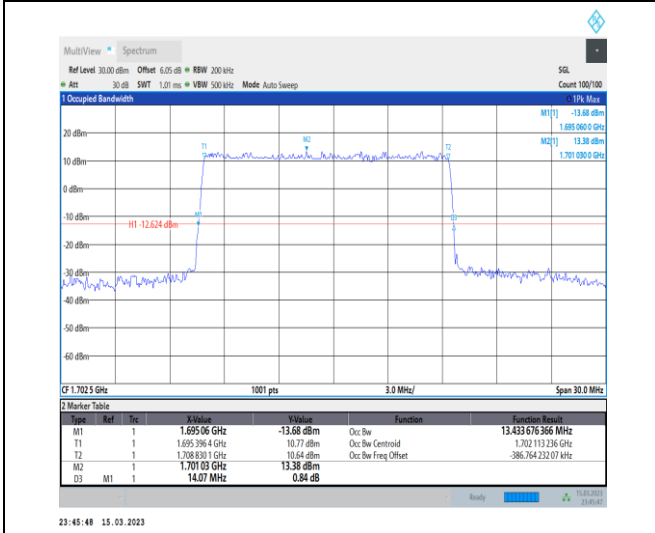 MultiView Spectrum
Ref Level 30.00 dBm Offset 6.05 dB RBW 200 kHz SGL
Att 30 dB SWT 1.01 ms VBW 500 kHz Mode Auto Sweep Count 100/100
1 Occupied Bandwidth 1Pk Max
M1[1] -13.68 dBm
1.695 060 0 GHz
M2[1] 13.38 dBm
1.701 030 0 GHz
20 dBm
T1 M2 T2
10 dBm
0 dBm
-10 dBm
M1 D3
H1 -12.624 dBm
-20 dBm
-30 dBm
-40 dBm
-50 dBm
-60 dBm
CF 1.702 5 GHz 1001 pts 3.0 MHz/ Span 30.0 MHz
2 Marker Table
Type Ref Trc X-Value Y-Value Function Function Result
M1 1 1.695 06 GHz -13.68 dBm Occ Bw 13.433 676 366 MHz
T1 1 1.695 396 4 GHz 10.77 dBm Occ Bw Centroid 1.702 113 236 GHz
T2 1 1.708 830 1 GHz 10.64 dBm Occ Bw Freq Offset -386.764 232 07 kHz
M2 1 1.701 03 GHz 13.38 dBm
D3 M1 1 14.07 MHz 0.84 dB
Ready 15.03.2023
23:45:47
23:45:48 15.03.2023